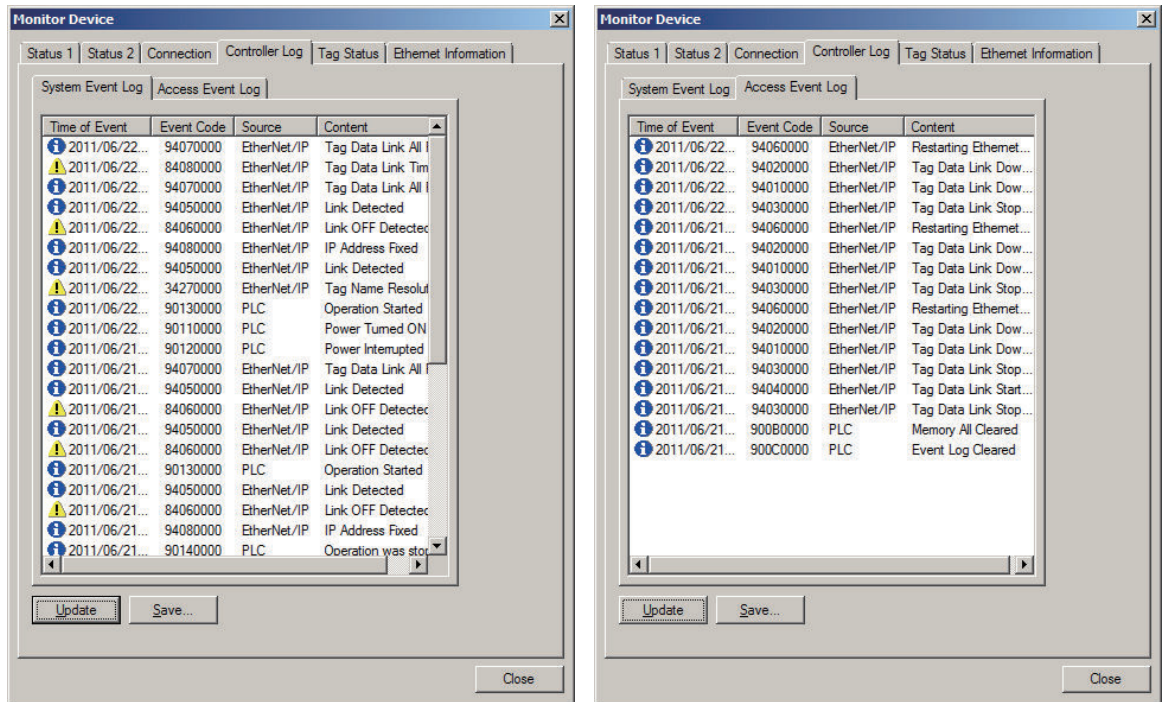 Monitor Device
Status 1 Status 2 Connection Controller Log Tag Status Ethernet Information
System Event Log Access Event Log
Time of Event Event Code Source Content
2011/06/22... 94070000 EtherNet/IP Tag Data Link All
2011/06/22... 84080000 EtherNet/IP Tag Data Link Tim
2011/06/22... 94070000 EtherNet/IP Tag Data Link All
2011/06/22... 94050000 EtherNet/IP Link Detected
2011/06/22... 84060000 EtherNet/IP Link OFF Detected
2011/06/22... 94080000 EtherNet/IP IP Address Fixed
2011/06/22... 94050000 EtherNet/IP Link Detected
2011/06/22... 34270000 EtherNet/IP Tag Name Resolut
2011/06/22... 90130000 PLC Operation Started
2011/06/22... 90110000 PLC Power Turned ON
2011/06/21... 90120000 PLC Power Interrupted
2011/06/21... 94070000 EtherNet/IP Tag Data Link All
2011/06/21... 94050000 EtherNet/IP Link Detected
2011/06/21... 84060000 EtherNet/IP Link OFF Detected
2011/06/21... 94050000 EtherNet/IP Link Detected
2011/06/21... 84060000 EtherNet/IP Link OFF Detected
2011/06/21... 90130000 PLC Operation Started
2011/06/21... 94050000 EtherNet/IP Link Detected
2011/06/21... 84060000 EtherNet/IP Link OFF Detected
2011/06/21... 94080000 EtherNet/IP IP Address Fixed
2011/06/21... 90140000 PLC Operation was stop
Update Save...
Close
Monitor Device
Status 1 Status 2 Connection Controller Log Tag Status Ethernet Information
System Event Log Access Event Log
Time of Event Event Code Source Content
2011/06/22... 94060000 EtherNet/IP Restarting Ethernet...
2011/06/22... 94020000 EtherNet/IP Tag Data Link Dow...
2011/06/22... 94010000 EtherNet/IP Tag Data Link Dow...
2011/06/22... 94030000 EtherNet/IP Tag Data Link Stop...
2011/06/21... 94060000 EtherNet/IP Restarting Ethernet...
2011/06/21... 94020000 EtherNet/IP Tag Data Link Dow...
2011/06/21... 94010000 EtherNet/IP Tag Data Link Dow...
2011/06/21... 94030000 EtherNet/IP Tag Data Link Stop...
2011/06/21... 94060000 EtherNet/IP Restarting Ethernet...
2011/06/21... 94020000 EtherNet/IP Tag Data Link Dow...
2011/06/21... 94010000 EtherNet/IP Tag Data Link Dow...
2011/06/21... 94030000 EtherNet/IP Tag Data Link Stop...
2011/06/21... 94040000 EtherNet/IP Tag Data Link Start...
2011/06/21... 94030000 EtherNet/IP Tag Data Link Stop...
2011/06/21... 900B0000 PLC Memory All Cleared
2011/06/21... 900C0000 PLC Event Log Cleared
Update Save...
Close